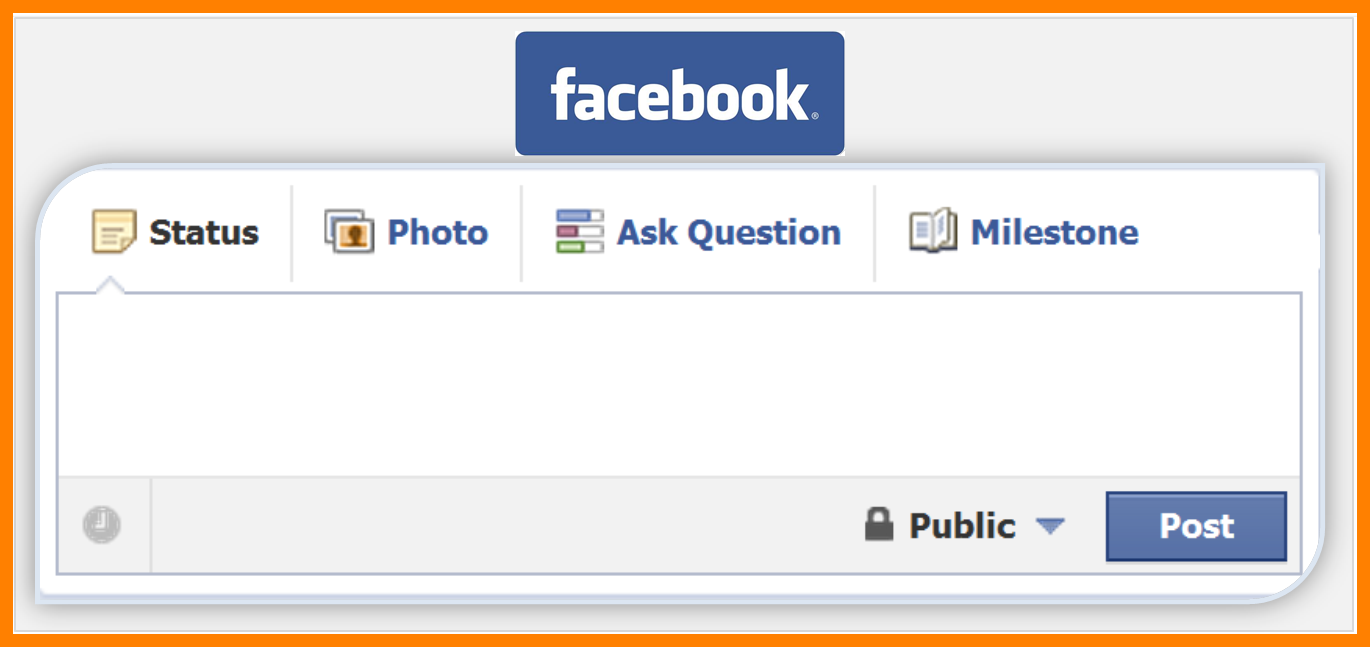 facebook®
Status Photo Ask Question Milestone
Public Post